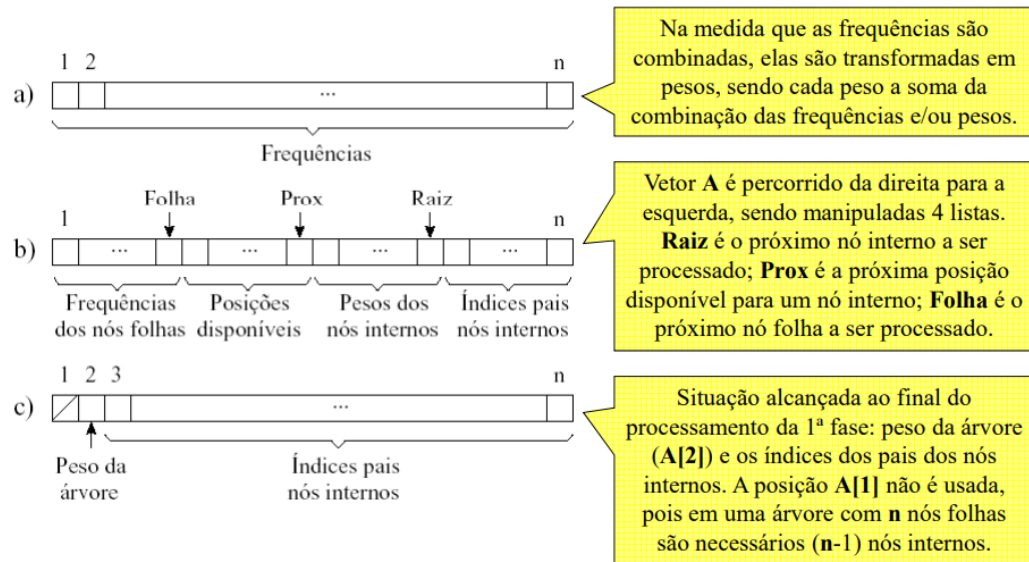 1 2 n
a) ...
Frequências
Na medida que as frequências são
combinadas, elas são transformadas em
pesos, sendo cada peso a soma da
combinação das frequências e/ou pesos.
Folha Prox Raiz
1 n
b) ... ... ... ...
Frequências Posições Pesos dos Índices pais
dos nós folhas disponíveis nós internos nós internos
Vetor A é percorrido da direita para a
esquerda, sendo manipuladas 4 listas.
Raiz é o próximo nó interno a ser
processado; Prox é a próxima posição
disponível para um nó interno; Folha é o
próximo nó folha a ser processado.
1 2 3 n
c) ...
Peso da Índices pais
árvore nós internos
Situação alcançada ao final do
processamento da 1ª fase: peso da árvore
(A[2]) e os índices dos pais dos nós
internos. A posição A[1] não é usada,
pois em uma árvore com n nós folhas
são necessários (n-1) nós internos.